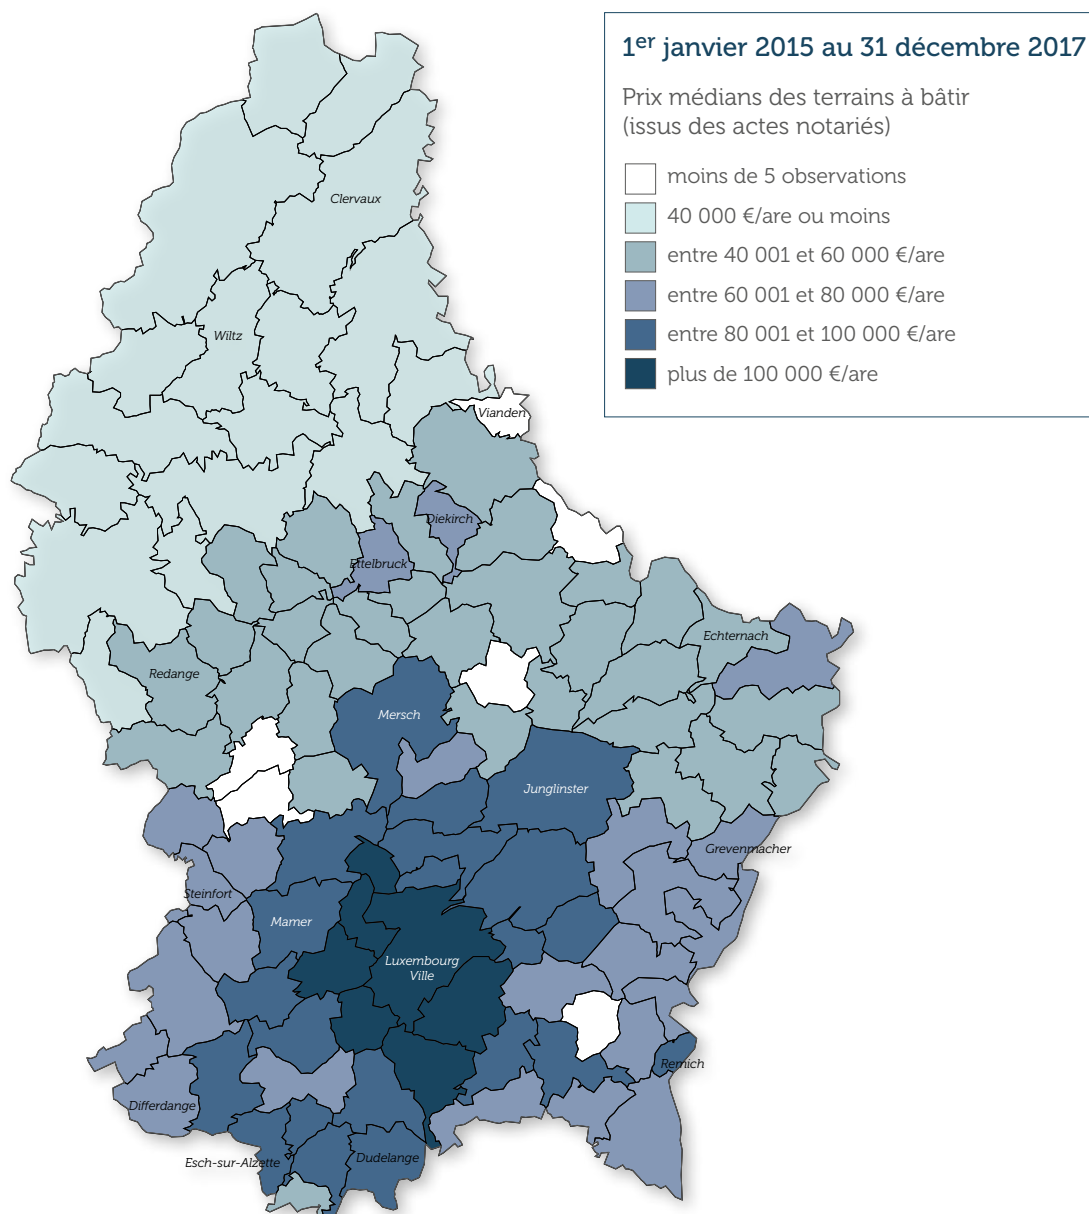 1er janvier 2015 au 31 décembre 2017
Prix médians des terrains à bâtir
(issus des actes notariés)
moins de 5 observations
40 000 €/are ou moins
entre 40 001 et 60 000 €/are
entre 60 001 et 80 000 €/are
entre 80 001 et 100 000 €/are
plus de 100 000 €/are
Clervaux
Wiltz
Vianden
Diekirch
Ettelbruck
Echternach
Redange
Mersch
Junglinster
Grevenmacher
Steinfort
Mamer
Luxembourg
Ville
Remich
Differdange
Esch-sur-Alzette
Dudelange